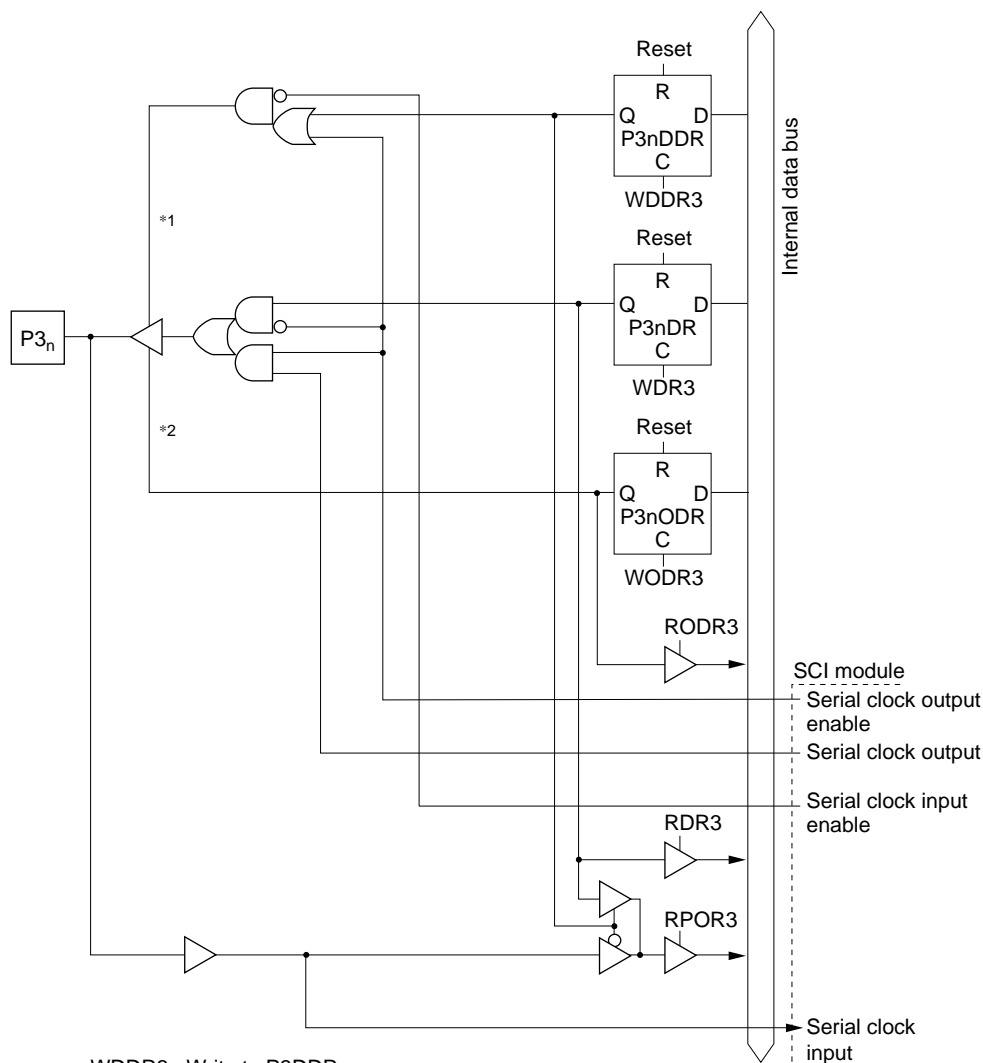 Reset
R
Q D
P3nDDR
C
WDDR3
Internal data bus
*1
Reset
R
Q D
P3nDR
C
WDR3
P3n
*2
Reset
R
Q D
P3nODR
C
WODR3
RODR3
SCI module
Serial clock output
enable
Serial clock output
Serial clock input
enable
RDR3
RPOR3
Serial clock
input